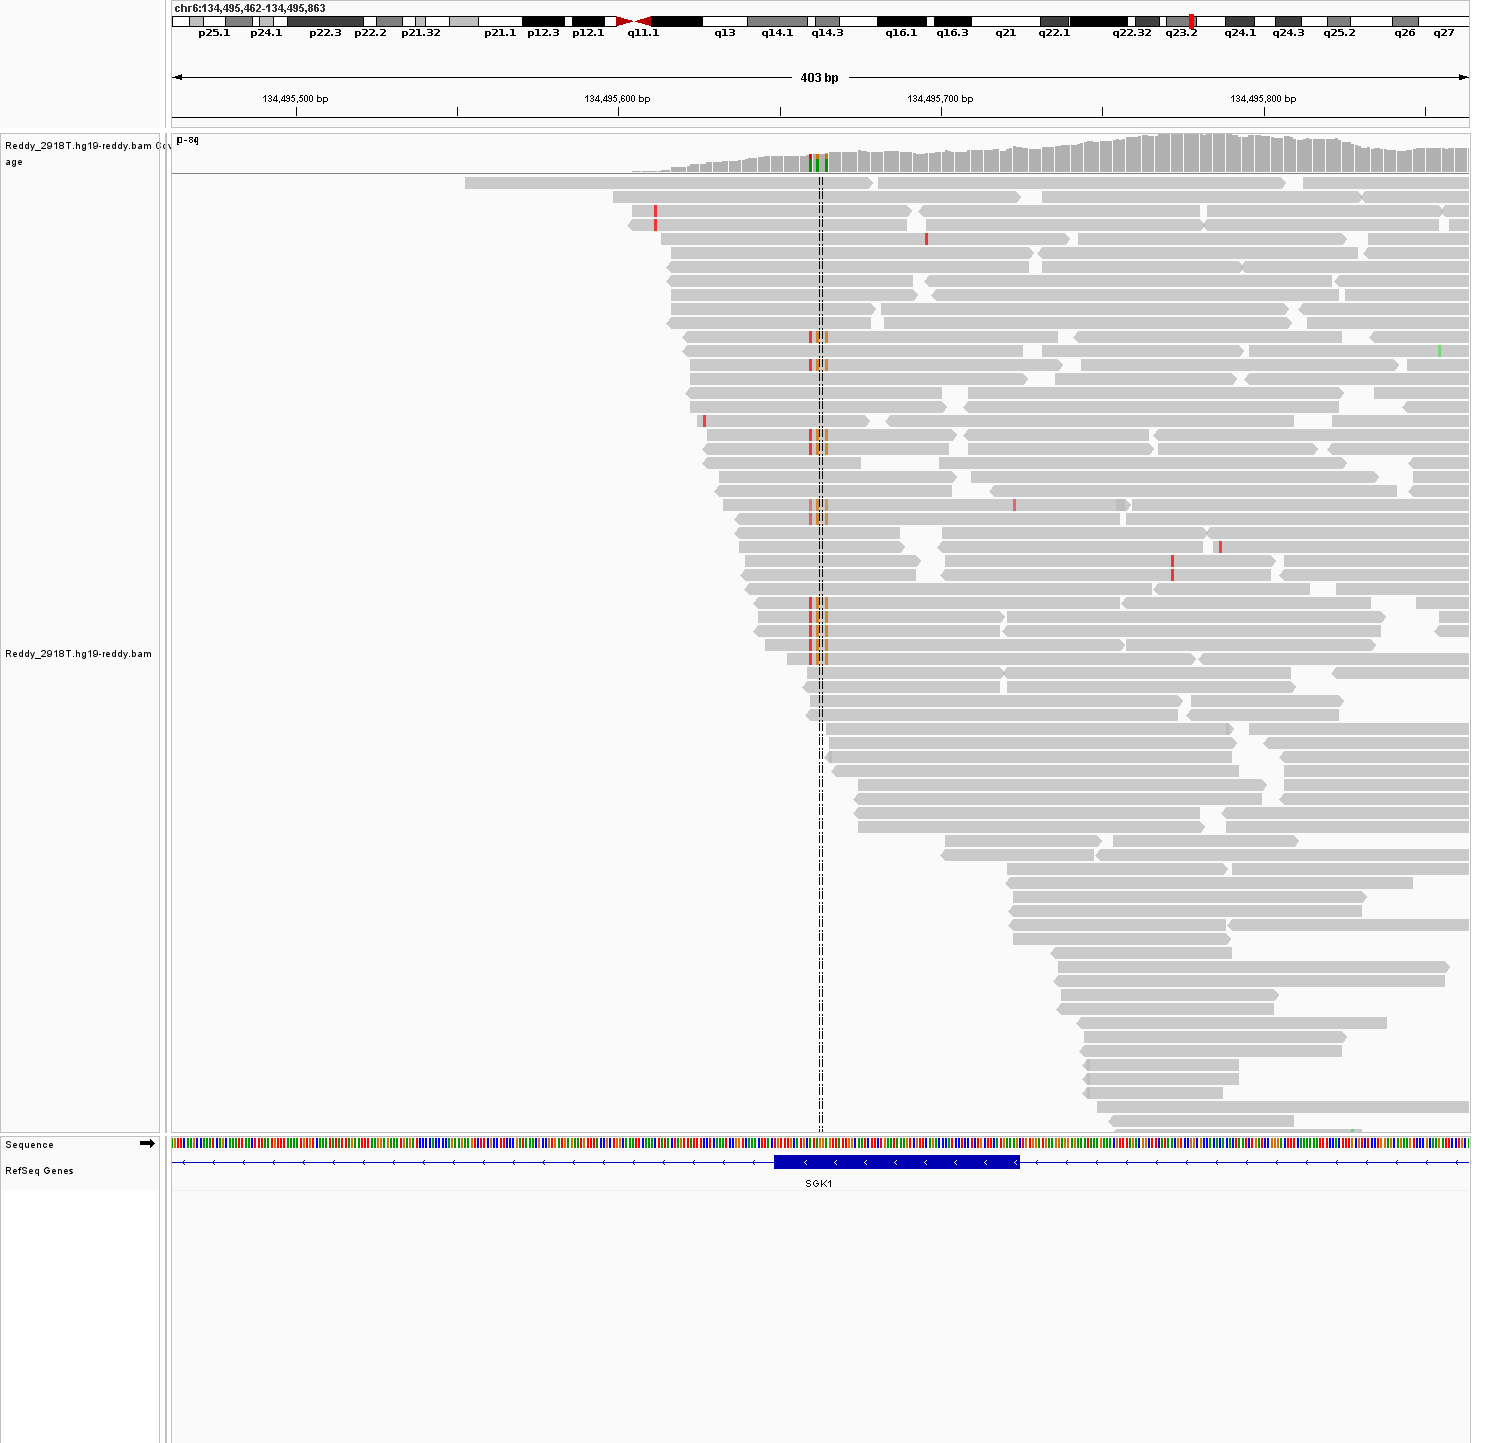 chr6:134,495,462-134,495,863
p25.1 p24.1 p22.3 p22.2 p21.32 p21.1 p12.3 p12.1 q11.1 q13 q14.1 q14.3 q16.1 q16.3 q21 q22.1 q22.32 q23.2 q24.1 q24.3 q25.2 q26 q27
403 bp
134,495,500 bp 134,495,600 bp 134,495,700 bp 134,495,800 bp
[0-84]
Reddy_2918T.hg19-reddy.bam Cov
age
Reddy_2918T.hg19-reddy.bam
Sequence
RefSeq Genes
SGK1